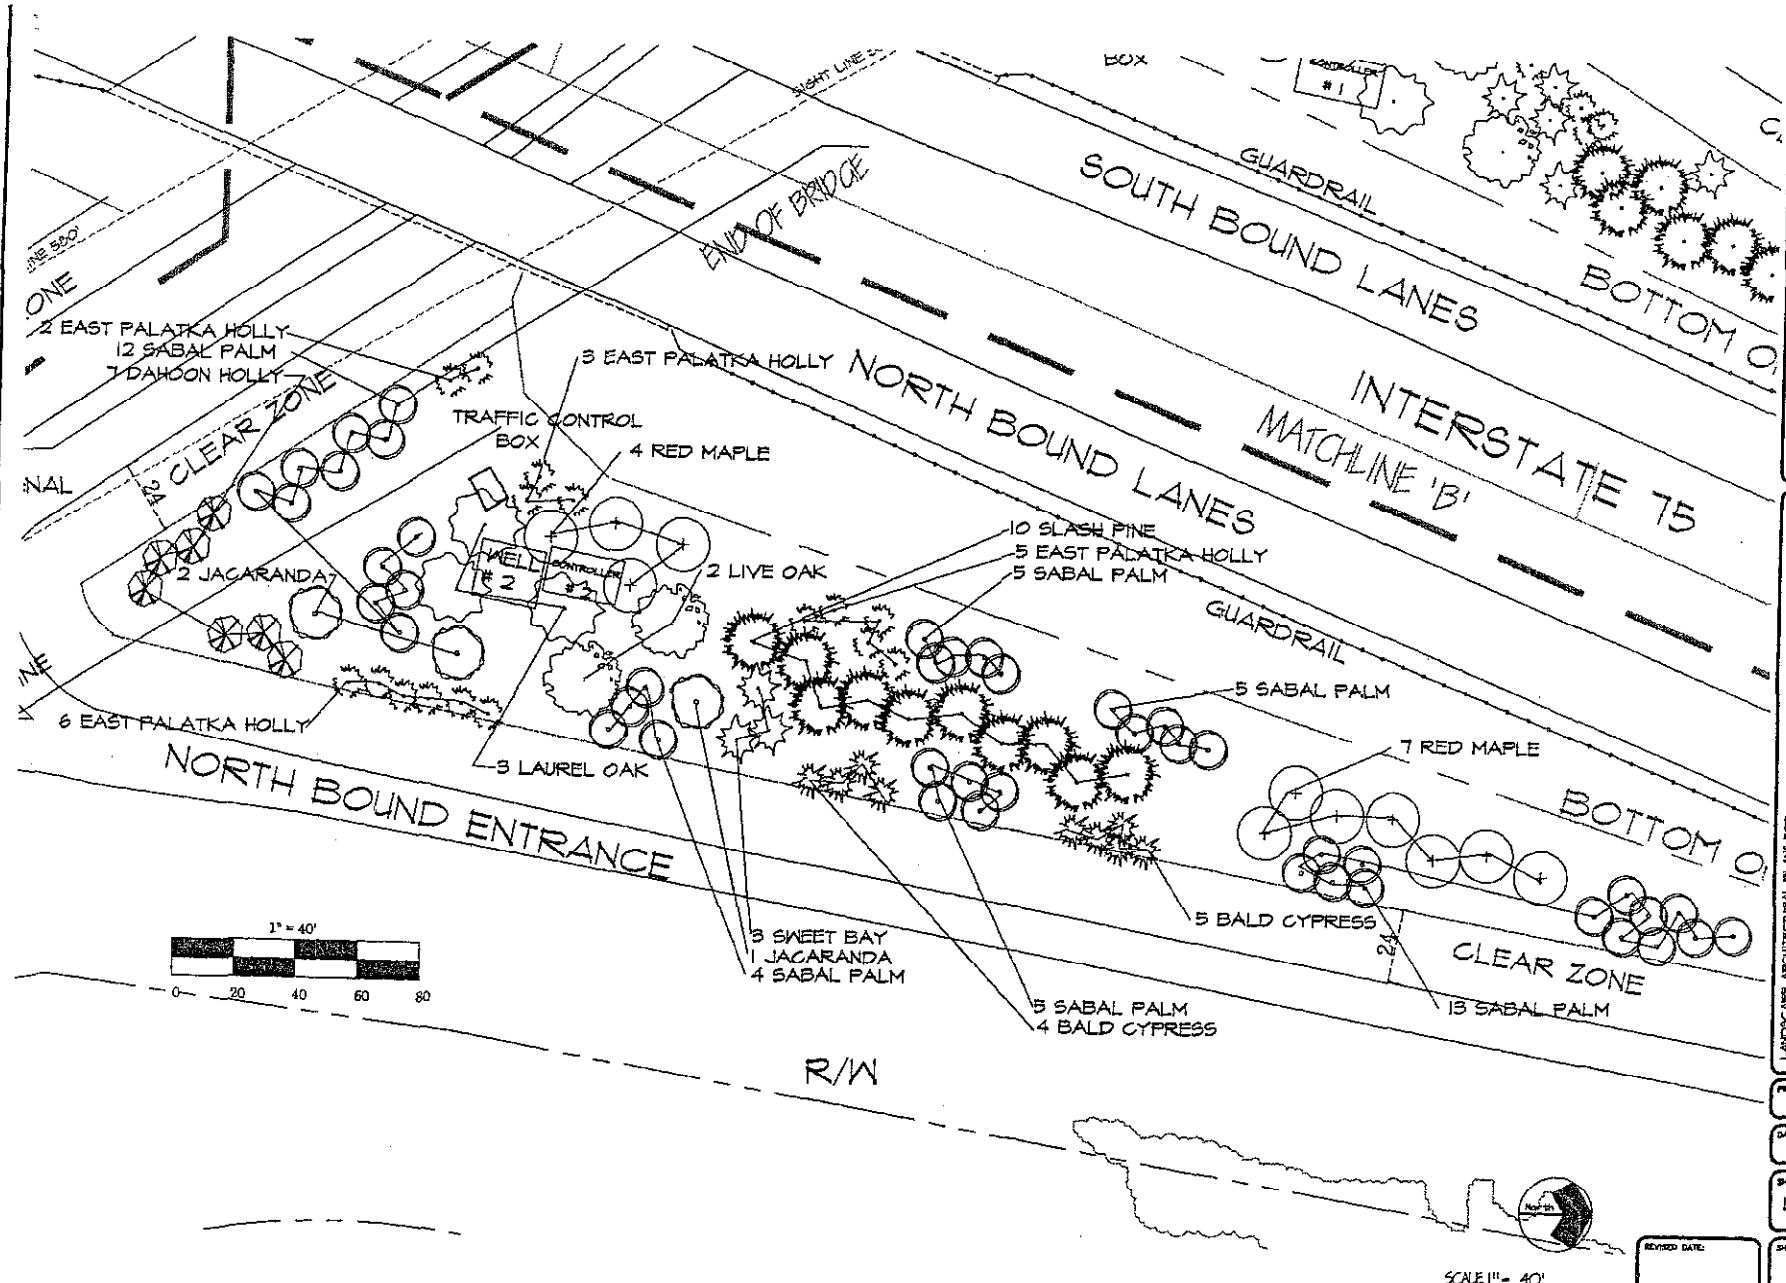 BOX
CONTROLLER
#1
SIGHT LINE
GUARDRAIL
SOUTH BOUND LANES
END OF BRIDGE
BOTTOM O
INTERSTATE 75
MATCHLINE 'B'
NORTH BOUND LANES
GUARDRAIL
ONE
2 EAST PALATKA HOLLY
12 SABAL PALM
7 DAHOON HOLLY
CLEAR ZONE
24
3 EAST PALATKA HOLLY
TRAFFIC CONTROL
BOX
4 RED MAPLE
NAL
10 SLASH PINE
5 EAST PALATKA HOLLY
5 SABAL PALM
WELL
#2
CONTROLLER
2 LIVE OAK
2 JACARANDA
5 SABAL PALM
7 RED MAPLE
6 EAST PALATKA HOLLY
3 LAUREL OAK
NORTH BOUND ENTRANCE
BOTTOM O
5 BALD CYPRESS
3 SWEET BAY
1 JACARANDA
4 SABAL PALM
5 SABAL PALM
4 BALD CYPRESS
24
CLEAR ZONE
13 SABAL PALM
1" = 40'
0 20 40 60 80
R/W
North
REVISED DATE:
SCALE 1" = 40'